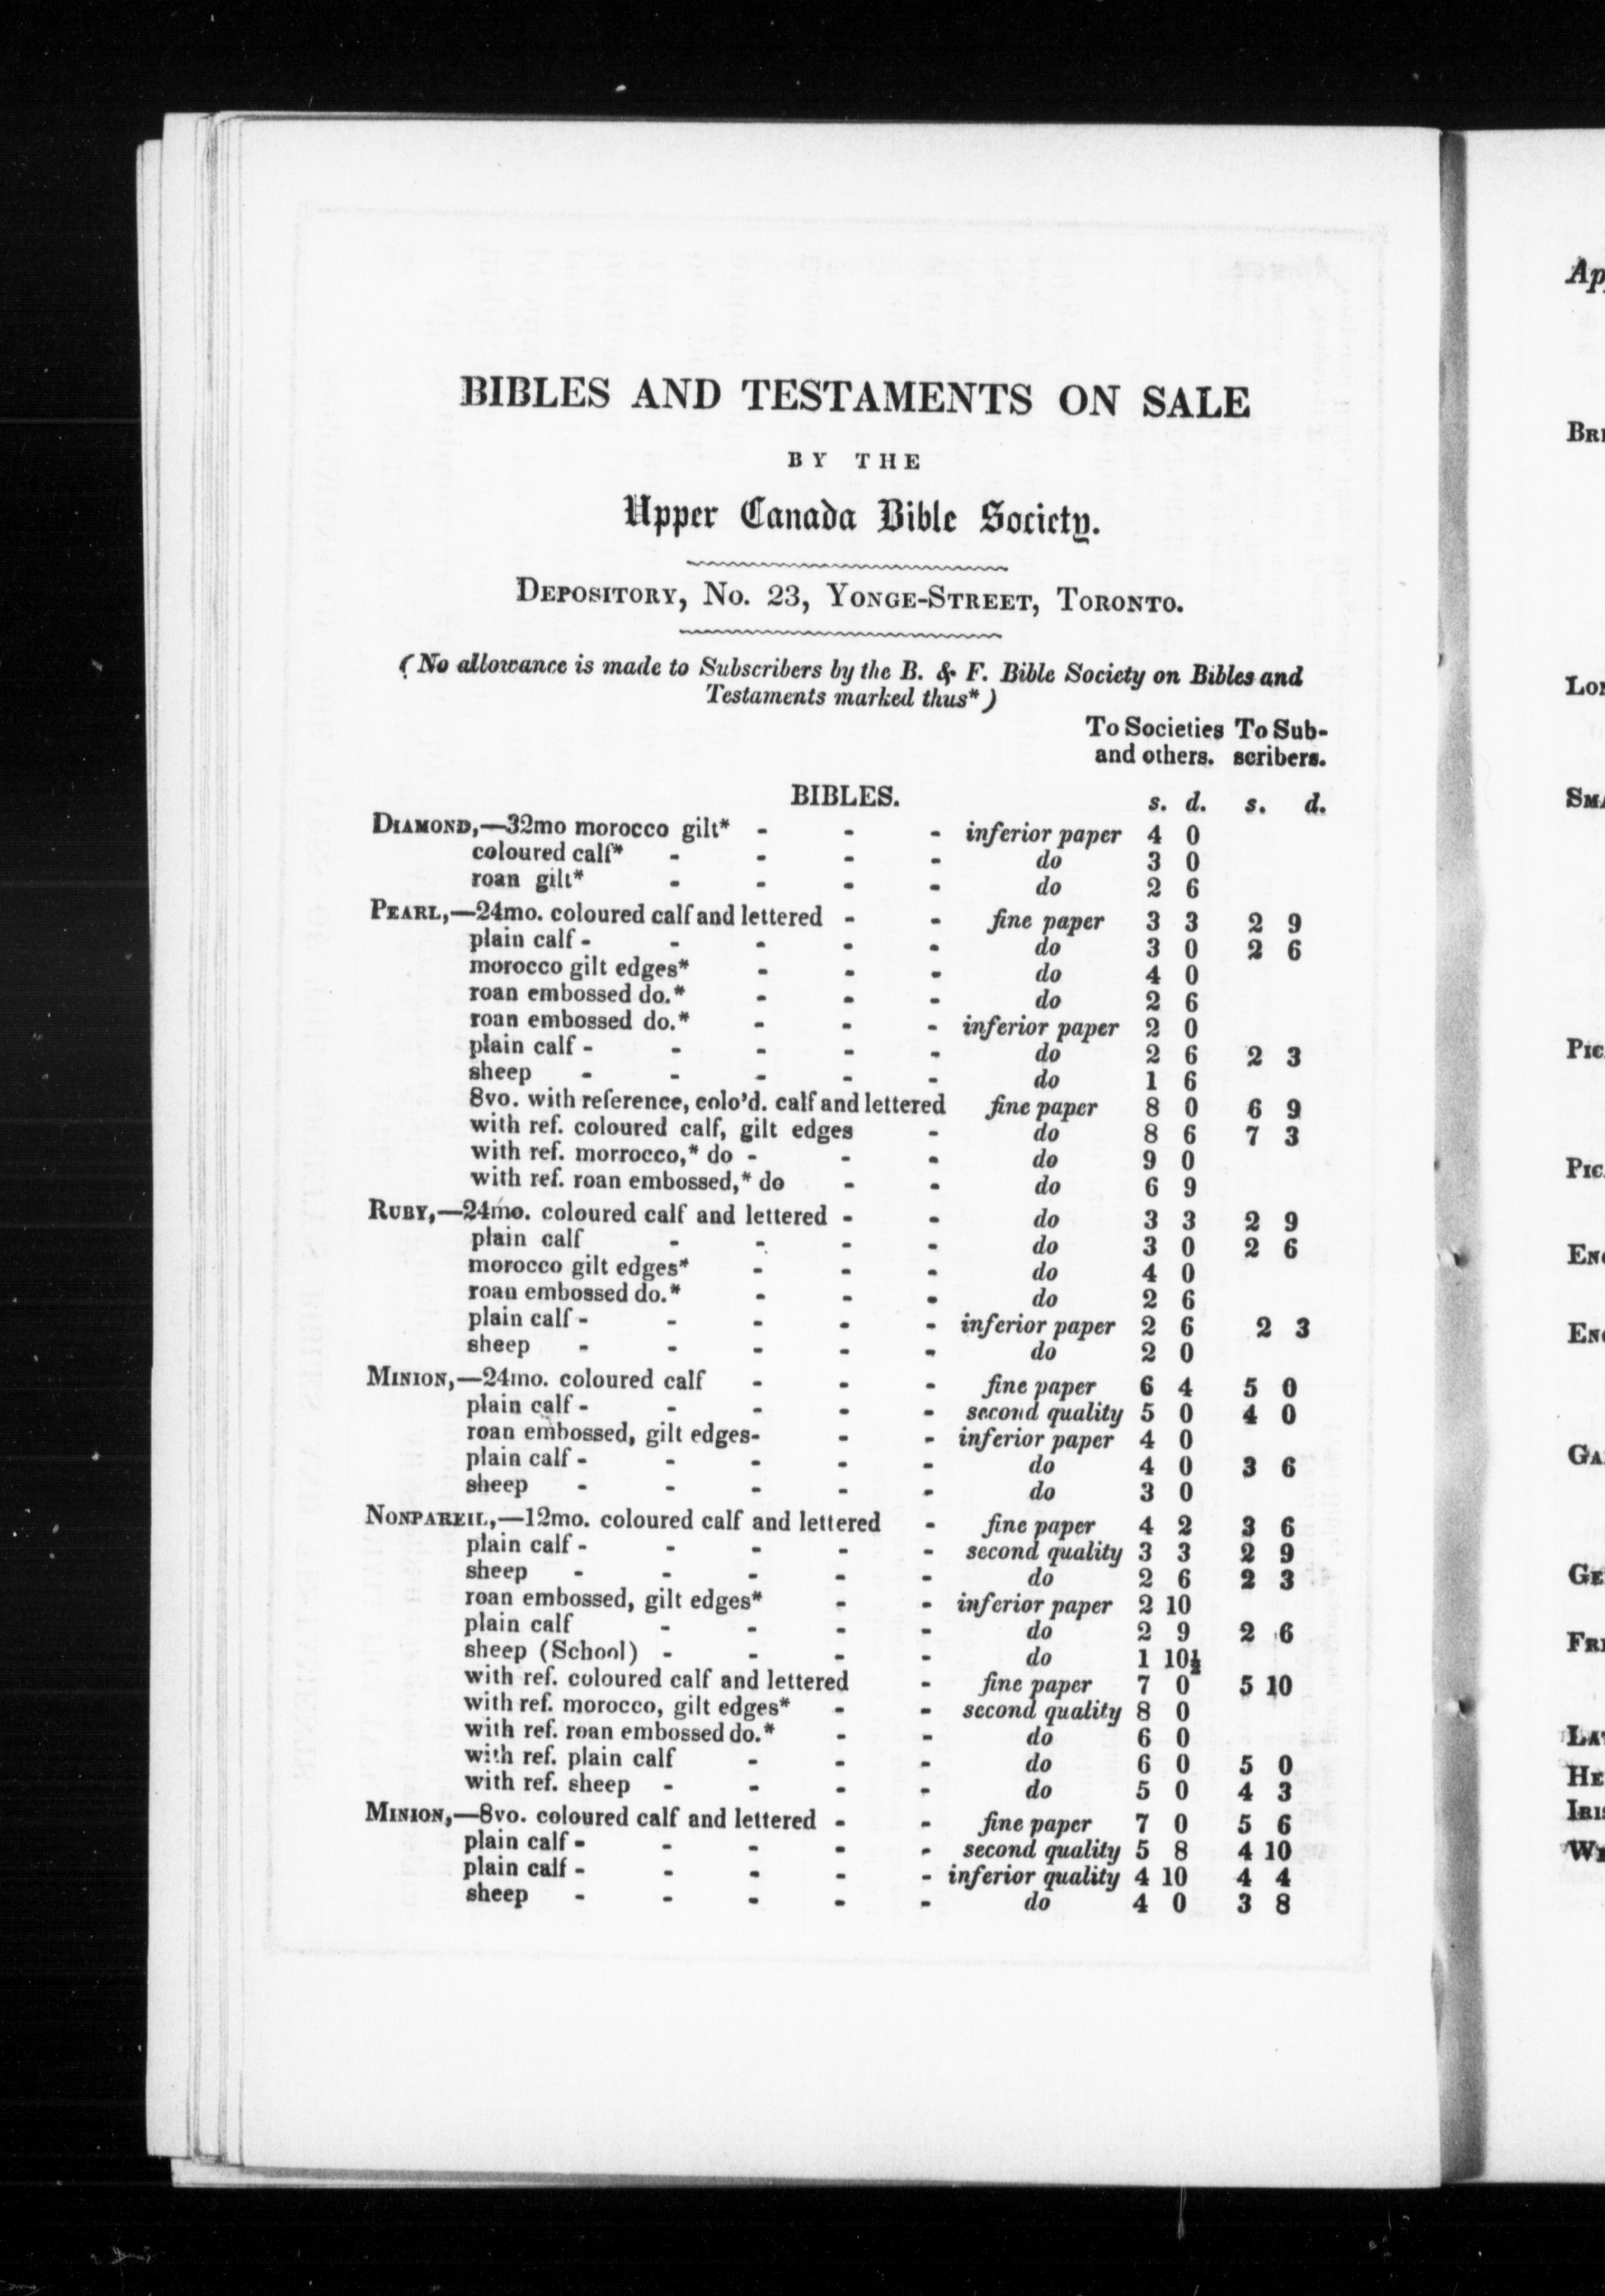 BIBLES AND TESTAMENTS ON SALE
BY THE
Upper Canada Bible Society.
DEPOSITORY, No. 23, YONGE-STREET, TORONTO.
(No allowance is made to Subscribers by the B. & F. Bible Society on Bibles and
Testaments marked thus*)
To Societies To Sub-
and others. scribers.
BIBLES. s. d. s. d.
DIAMOND,—32mo morocco gilt* - - - inferior paper 4 0
coloured calf* - - - - do 3 0
roan gilt* - - - - do 2 6
PEARL,—24mo. coloured calf and lettered - - fine paper 3 3 2 9
plain calf - - - - - do 3 0 2 6
morocco gilt edges* - - - do 4 0
roan embossed do.* - - - do 2 6
roan embossed do.* - - - inferior paper 2 0
plain calf - - - - - do 2 6 2 3
sheep - - - - - do 1 6
8vo. with reference, colo'd. calf and lettered fine paper 8 0 6 9
with ref. coloured calf, gilt edges - do 8 6 7 3
with ref. morrocco,* do - - - do 9 0
with ref. roan embossed,* do - - do 6 9
RUBY,—24mo. coloured calf and lettered - - do 3 3 2 9
plain calf - - - - do 3 0 2 6
morocco gilt edges* - - - do 4 0
roan embossed do.* - - - do 2 6
plain calf - - - - - inferior paper 2 6 2 3
sheep - - - - - do 2 0
MINION,—24mo. coloured calf - - - fine paper 6 4 5 0
plain calf - - - - - second quality 5 0 4 0
roan embossed, gilt edges- - - inferior paper 4 0
plain calf - - - - - do 4 0 3 6
sheep - - - - - do 3 0
NONPAREIL,—12mo. coloured calf and lettered - fine paper 4 2 3 6
plain calf - - - - - second quality 3 3 2 9
sheep - - - - - do 2 6 2 3
roan embossed, gilt edges* - - inferior paper 2 10
plain calf - - - - do 2 9 2 6
sheep (School) - - - - do 1 10½
with ref. coloured calf and lettered - fine paper 7 0 5 10
with ref. morocco, gilt edges* - - second quality 8 0
with ref. roan embossed do.* - - do 6 0
with ref. plain calf - - - do 6 0 5 0
with ref. sheep - - - - do 5 0 4 3
MINION,—8vo. coloured calf and lettered - - fine paper 7 0 5 6
plain calf - - - - - second quality 5 8 4 10
plain calf - - - - - inferior quality 4 10 4 4
sheep - - - - - do 4 0 3 8